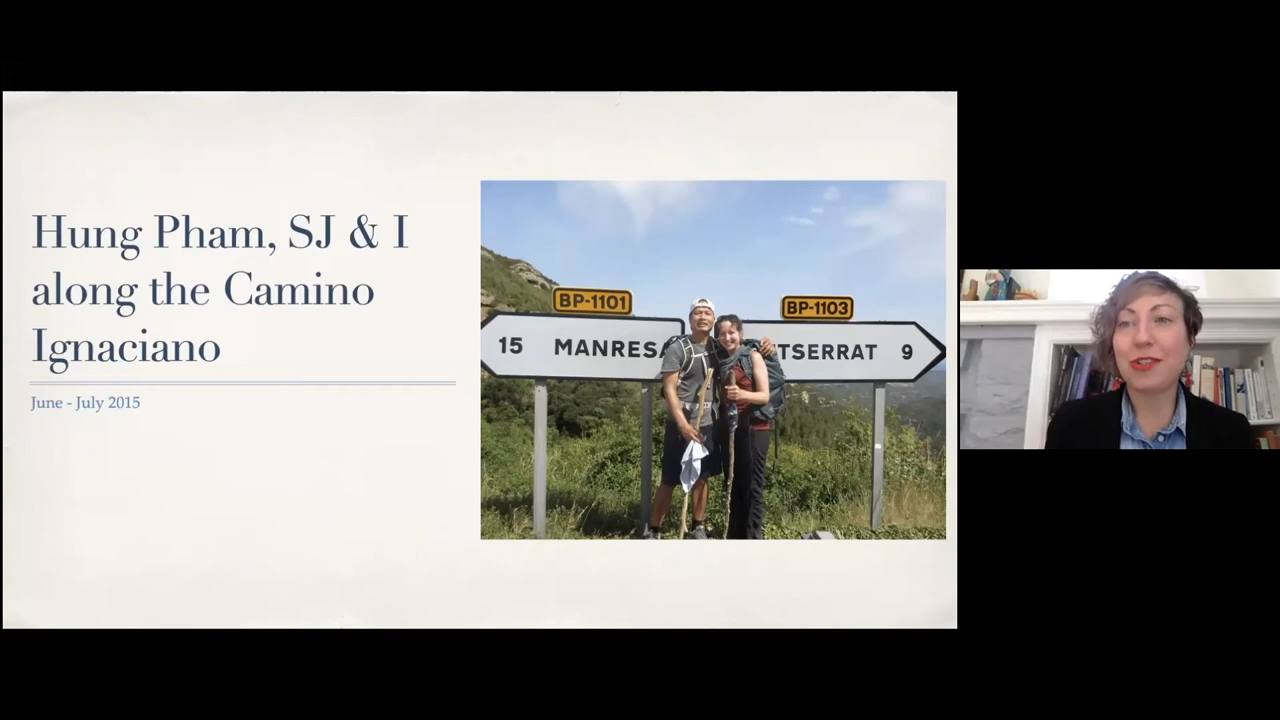 Hung Pham, SJ & I
along the Camino
Ignaciano
June - July 2015
BP-1101
BP-1103
15 MANRESA
TSERRAT 9